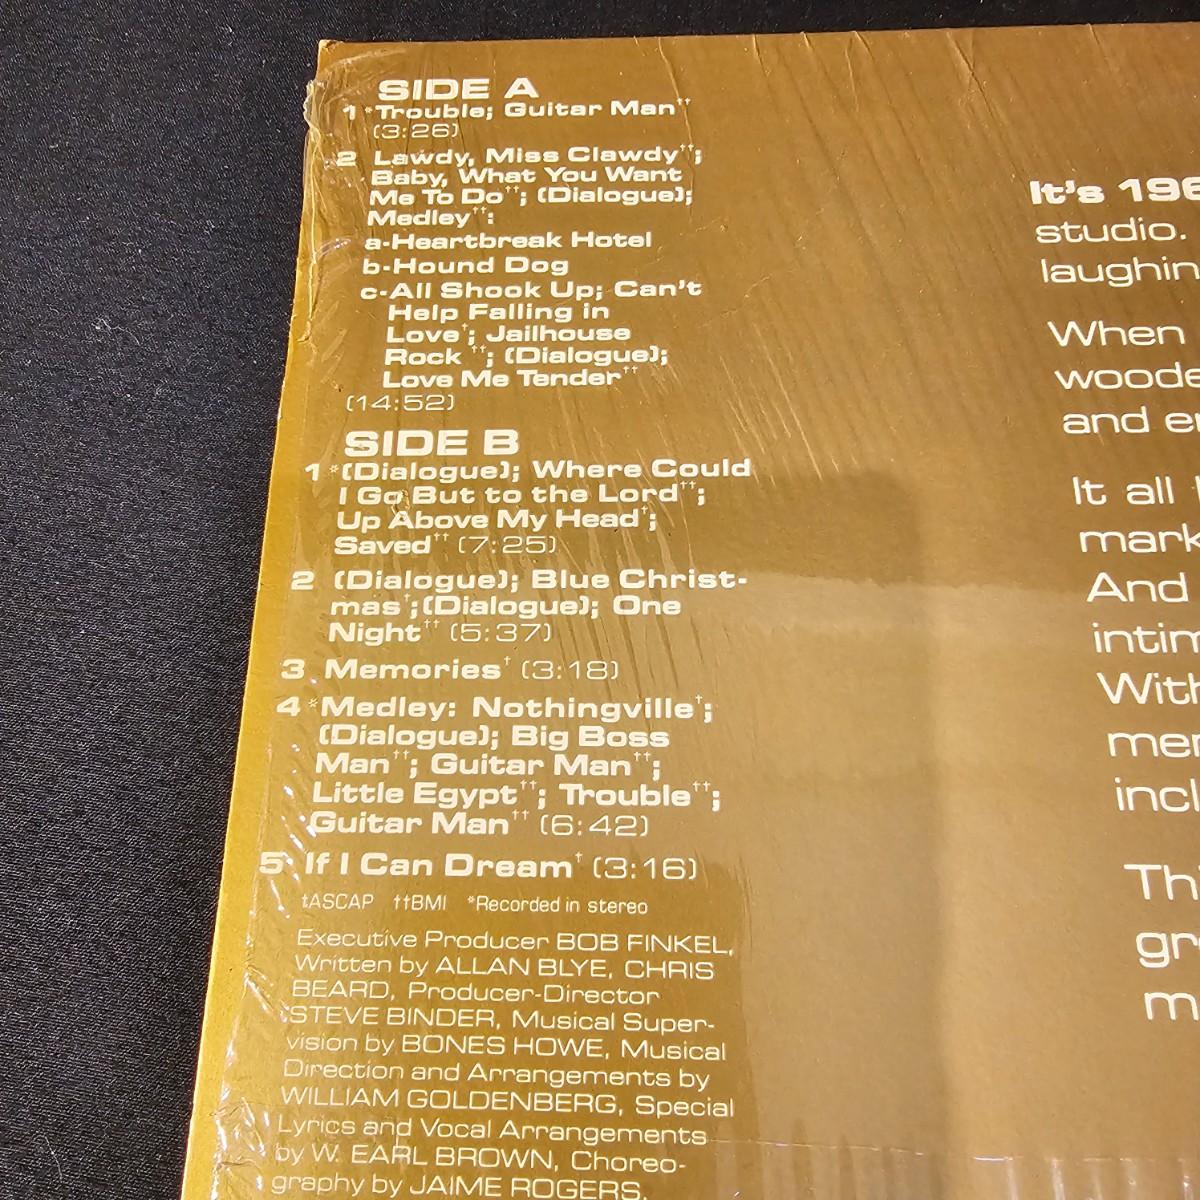 SIDE A
1 *Trouble; Guitar Man††
(3:26)
2 Lawdy, Miss Clawdy††;
Baby, What You Want
Me To Do††; (Dialogue);
Medley††:
a-Heartbreak Hotel
b-Hound Dog
c-All Shook Up; Can't
Help Falling in
Love†; Jailhouse
Rock ††; (Dialogue);
Love Me Tender††
(14:52)
SIDE B
1 *(Dialogue); Where Could
I Go But to the Lord††;
Up Above My Head†;
Saved†† (7:25)
2 (Dialogue); Blue Christ-
mas†;(Dialogue); One
Night†† (5:37)
3 Memories† (3:18)
4 *Medley: Nothingville†;
(Dialogue); Big Boss
Man††; Guitar Man††;
Little Egypt††; Trouble††;
Guitar Man†† (6:42)
5 If I Can Dream† (3:16)
†ASCAP ††BMI *Recorded in stereo
Executive Producer BOB FINKEL,
Written by ALLAN BLYE, CHRIS
BEARD, Producer-Director
STEVE BINDER, Musical Super-
vision by BONES HOWE, Musical
Direction and Arrangements by
WILLIAM GOLDENBERG, Special
Lyrics and Vocal Arrangements
by W. EARL BROWN, Choreo-
graphy by JAIME ROGERS,
It's 196
studio.
laughin
When
woode
and e
It all
mark
And
intim
With
mer
incl
Thi
gr
m